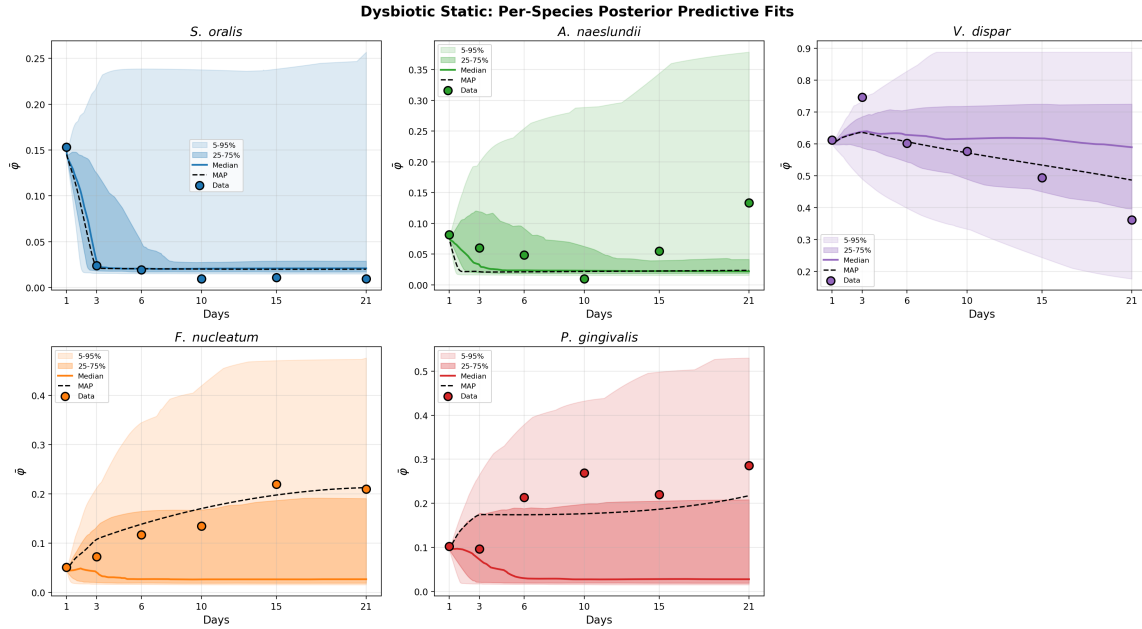 Dysbiotic Static: Per-Species Posterior Predictive Fits
S. oralis
0.25
0.20
0.15
0.10
0.05
0.00
φ̄
5-95%
25-75%
Median
MAP
Data
1 3 6 10 15 21
Days
A. naeslundii
0.35
0.30
0.25
0.20
0.15
0.10
0.05
0.00
φ̄
5-95%
25-75%
Median
MAP
Data
1 3 6 10 15 21
Days
V. dispar
0.9
0.8
0.7
0.6
0.5
0.4
0.3
0.2
φ̄
5-95%
25-75%
Median
MAP
Data
1 3 6 10 15 21
Days
F. nucleatum
0.4
0.3
0.2
0.1
0.0
φ̄
5-95%
25-75%
Median
MAP
Data
1 3 6 10 15 21
Days
P. gingivalis
0.5
0.4
0.3
0.2
0.1
0.0
φ̄
5-95%
25-75%
Median
MAP
Data
1 3 6 10 15 21
Days